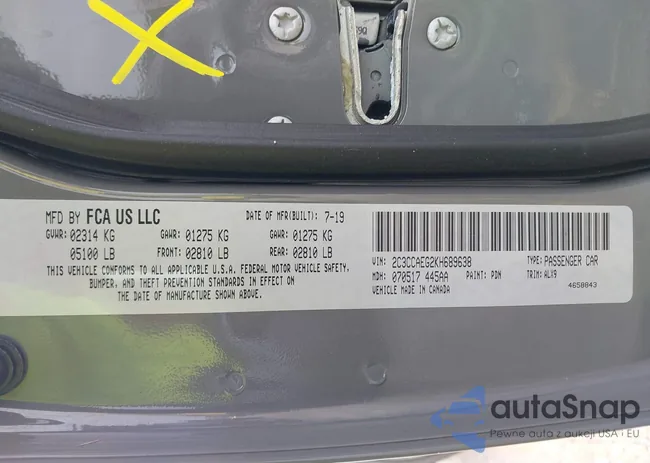 MFD BY FCA US LLC DATE OF MFR(BUILT): 7-19
GVWR: 02314 KG GAWR: 01275 KG GAWR: 01275 KG
05100 LB FRONT: 02810 LB REAR: 02810 LB
THIS VEHICLE CONFORMS TO ALL APPLICABLE U.S.A. FEDERAL MOTOR VEHICLE SAFETY,
BUMPER, AND THEFT PREVENTION STANDARDS IN EFFECT ON
THE DATE OF MANUFACTURE SHOWN ABOVE.
VIN: 2C3CCAEG2KH689638 TYPE: PASSENGER CAR
MDH: 070517 445AA PAINT: PDN TRIM: ALX9
VEHICLE MADE IN CANADA 4658843
autaSnap
Pewne auta z aukcji USA i EU